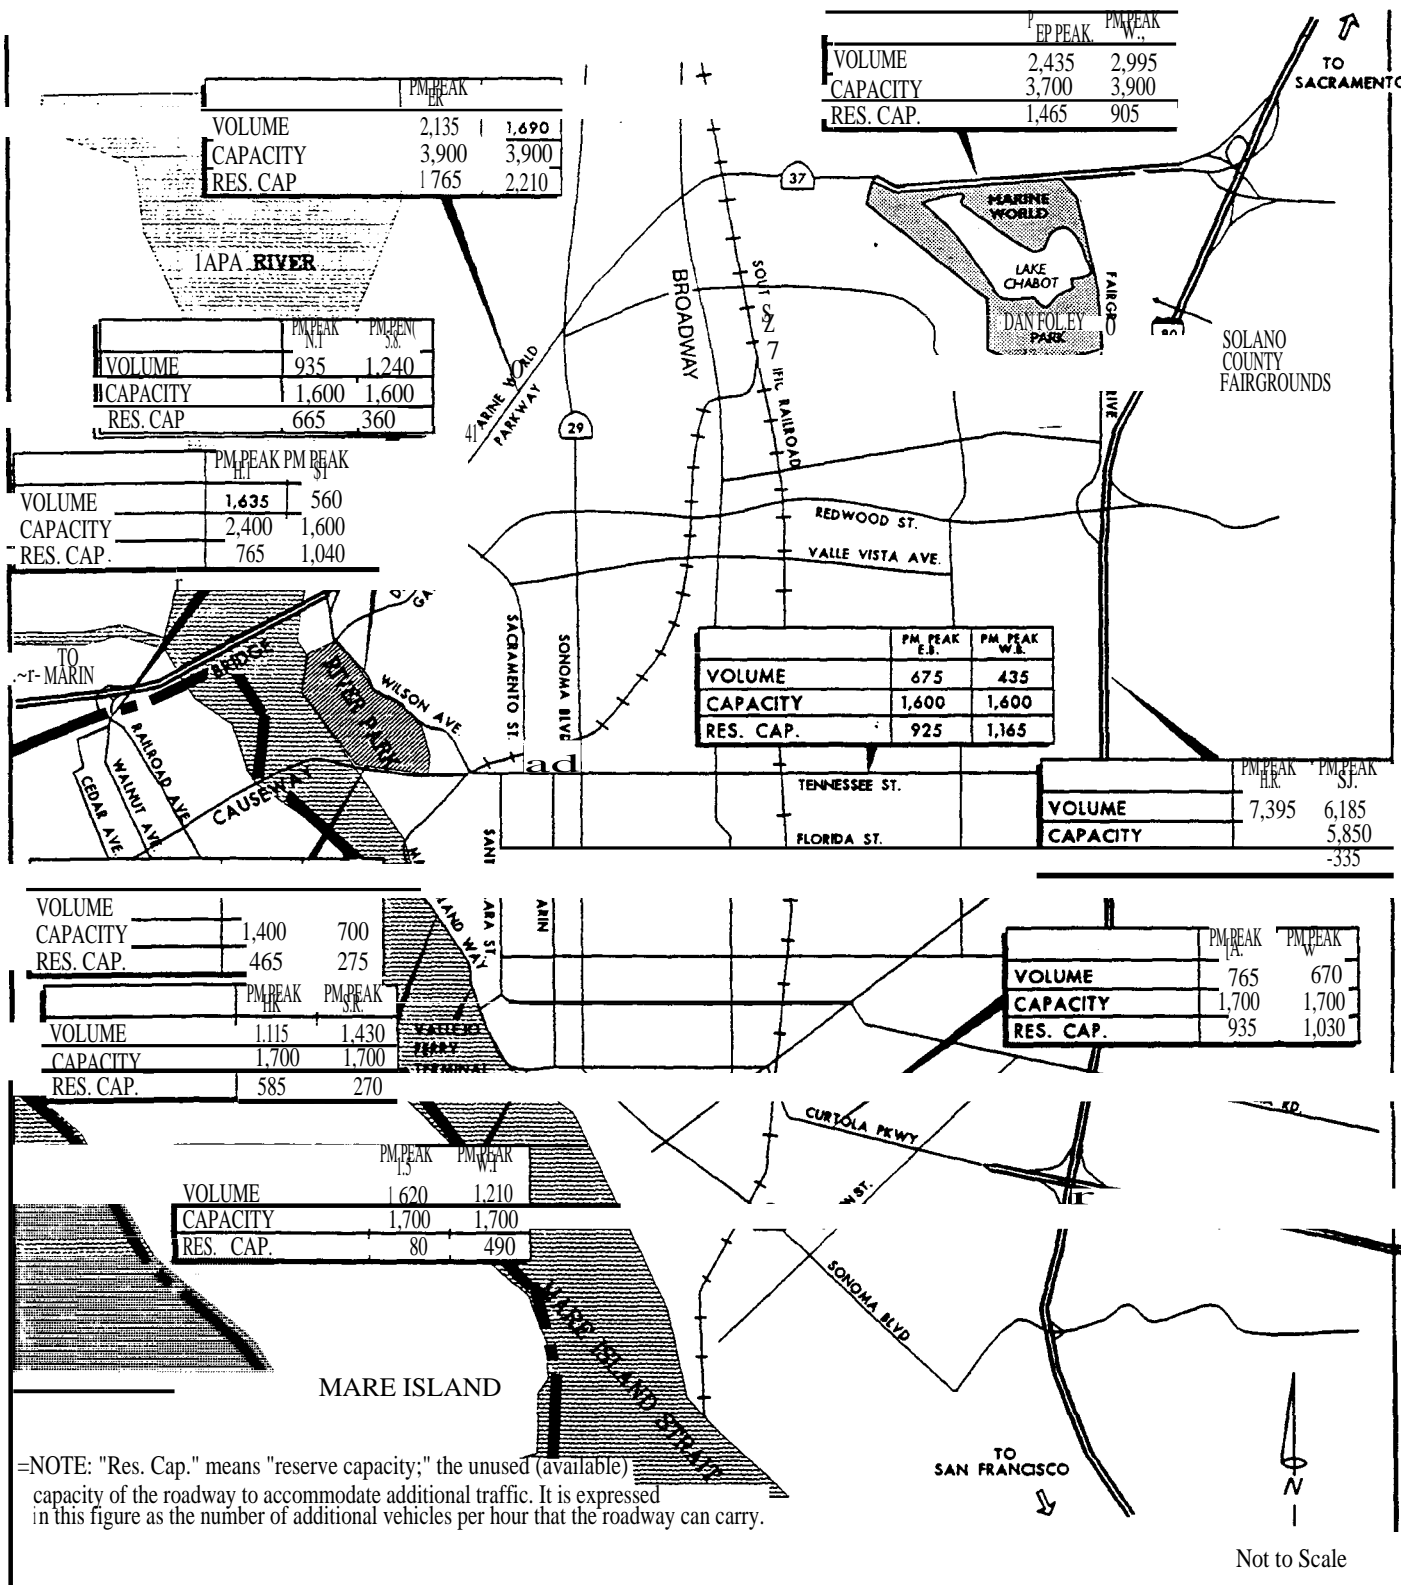 PM PEAK
VOLUME 2,435 2,995
CAPACITY 3,700 3,900
RES. CAP. 1,465 905
TO
SACRAMENTO
PM PEAK
VOLUME 2,135 1,690
CAPACITY 3,900 3,900
RES. CAP 1765 2,210
37
MARINE
WORLD
LAKE
CHABOT
DAN FOLEY
PARK
SOLANO
COUNTY
FAIRGROUNDS
RIVER
BROADWAY
RAILROAD
PARKWAY
29
PM PEAK
VOLUME 935 1,240
CAPACITY 1,600 1,600
RES. CAP 665 360
PM PEAK PM PEAK
VOLUME 1,635 560
CAPACITY 2,400 1,600
RES. CAP. 765 1,040
REDWOOD ST.
VALLE VISTA AVE.
TO
MARIN
BRIDGE
RIVER PARK
WILSON AVE.
SACRAMENTO ST.
SONOMA BLVD
PM PEAK E.B. PM PEAK W.B.
VOLUME 675 435
CAPACITY 1,600 1,600
RES. CAP. 925 1,165
RAILROAD AVE.
WALNUT AVE.
CEDAR AVE.
CAUSEWAY
ad
TENNESSEE ST.
FLORIDA ST.
PM PEAK PM PEAK
VOLUME 7,395 6,185
CAPACITY 5,850
-335
VOLUME
CAPACITY 1,400 700
RES. CAP. 465 275
PM PEAK PM PEAK
VOLUME 1.115 1,430
CAPACITY 1,700 1,700
RES. CAP. 585 270
VALLEJO
FERRY
TERMINAL
PM PEAK PM PEAK
VOLUME 765 670
CAPACITY 1,700 1,700
RES. CAP. 935 1,030
CURTOLA PKWY
RD.
PM PEAK PM PEAR
VOLUME 1620 1,210
CAPACITY 1,700 1,700
RES. CAP. 80 490
SONOMA BLVD
MARE ISLAND
MARE ISLAND STRAIT
TO
SAN FRANCISCO
N
=NOTE: "Res. Cap." means "reserve capacity;" the unused (available)
capacity of the roadway to accommodate additional traffic. It is expressed
in this figure as the number of additional vehicles per hour that the roadway can carry.
Not to Scale